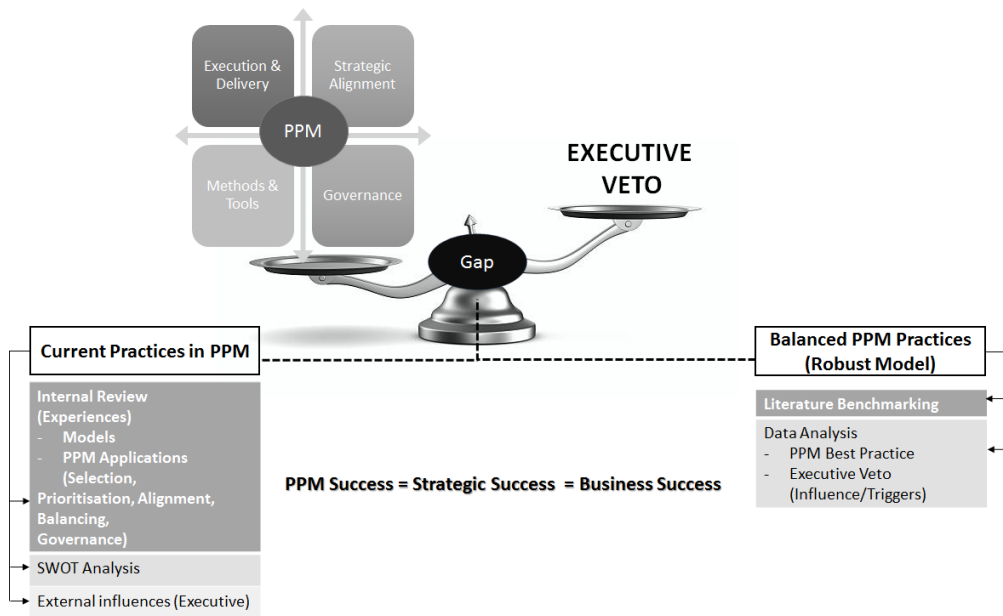 Execution &
Delivery
Strategic
Alignment
PPM
Methods &
Tools
Governance
EXECUTIVE
VETO
Gap
Current Practices in PPM
Internal Review
(Experiences)
- Models
- PPM Applications
(Selection,
Prioritisation, Alignment,
Balancing,
Governance)
SWOT Analysis
External influences (Executive)
PPM Success = Strategic Success = Business Success
Balanced PPM Practices
(Robust Model)
Literature Benchmarking
Data Analysis
- PPM Best Practice
- Executive Veto
(Influence/Triggers)